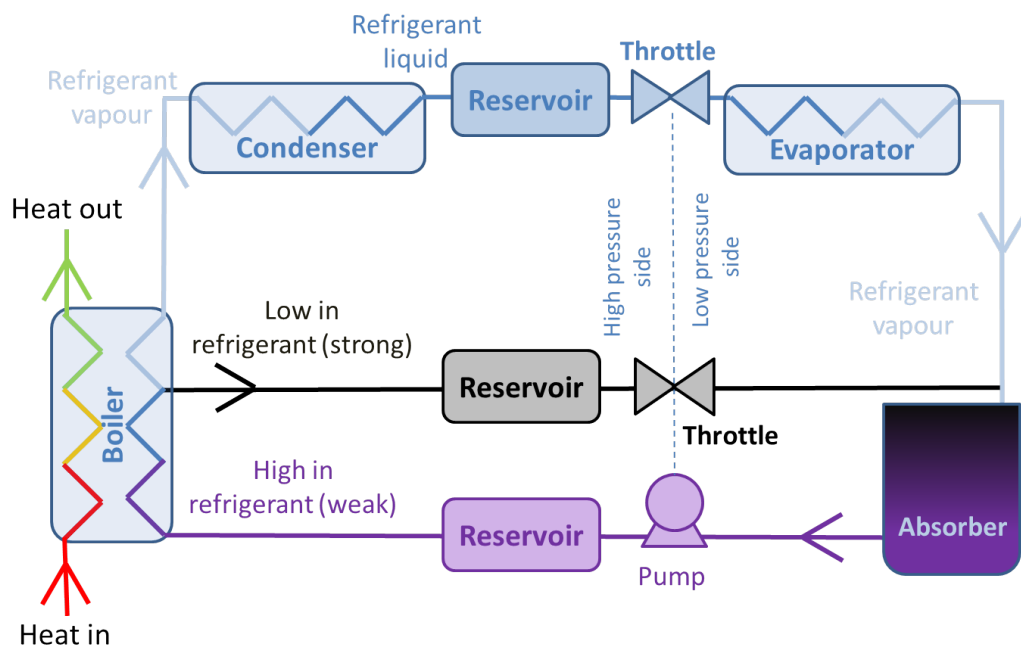 Refrigerant
liquid
Throttle
Refrigerant
vapour
Reservoir
Condenser
Evaporator
Heat out
High pressure
side
Low pressure
side
Refrigerant
vapour
Low in
refrigerant (strong)
Reservoir
Throttle
Boiler
High in
refrigerant (weak)
Reservoir
Absorber
Pump
Heat in